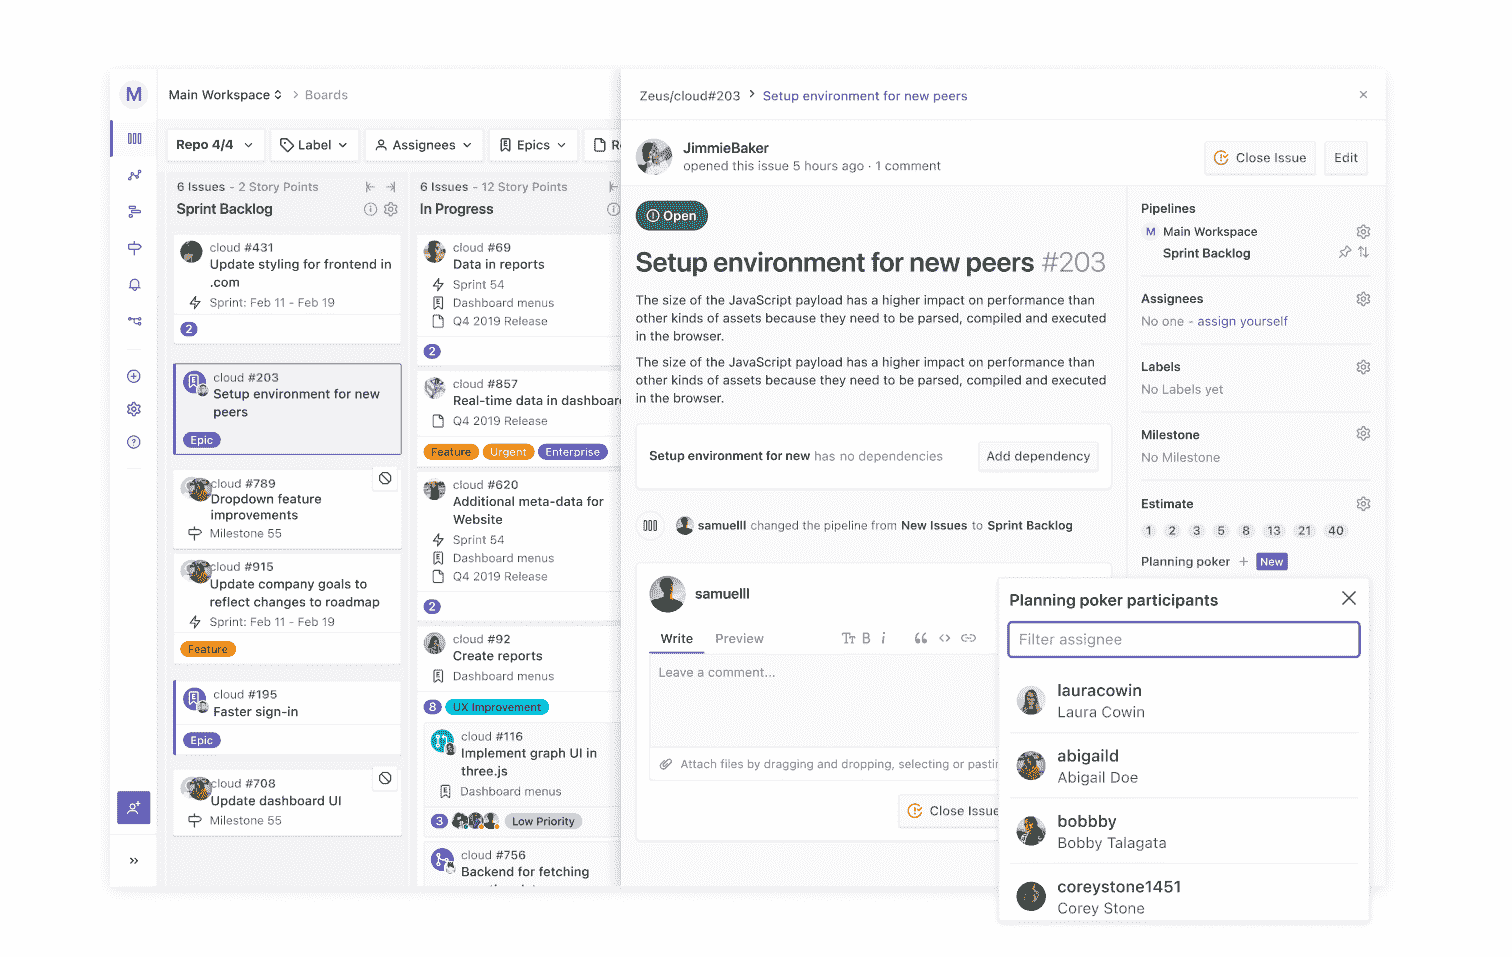 M
Main Workspace
Boards
Repo 4/4
Label
Assignees
Epics
6 Issues - 2 Story Points
Sprint Backlog
cloud #431
Update styling for frontend in
.com
Sprint: Feb 11 - Feb 19
2
cloud #203
Setup environment for new
peers
Epic
cloud #789
Dropdown feature
improvements
Milestone 55
cloud #915
Update company goals to
reflect changes to roadmap
Sprint: Feb 11 - Feb 19
Feature
cloud #195
Faster sign-in
Epic
cloud #708
Update dashboard UI
Milestone 55
6 Issues - 12 Story Points
In Progress
cloud #69
Data in reports
Sprint 54
Dashboard menus
Q4 2019 Release
2
cloud #857
Real-time data in dashboar
Q4 2019 Release
Feature Urgent Enterprise
cloud #620
Additional meta-data for
Website
Sprint 54
Dashboard menus
Q4 2019 Release
2
cloud #92
Create reports
Dashboard menus
8 UX Improvement
cloud #116
Implement graph UI in
three.js
Dashboard menus
3 Low Priority
cloud #756
Backend for fetching
Zeus/cloud#203 > Setup environment for new peers
JimmieBaker
opened this issue 5 hours ago · 1 comment
Close Issue
Edit
Open
Setup environment for new peers #203
The size of the JavaScript payload has a higher impact on performance than
other kinds of assets because they need to be parsed, compiled and executed
in the browser.
The size of the JavaScript payload has a higher impact on performance than
other kinds of assets because they need to be parsed, compiled and executed
in the browser.
Setup environment for new has no dependencies
Add dependency
samuelll changed the pipeline from New Issues to Sprint Backlog
samuelll
Write
Preview
Tт B i
Leave a comment...
Attach files by dragging and dropping, selecting or pastin
Close Issue
Pipelines
M Main Workspace
Sprint Backlog
Assignees
No one - assign yourself
Labels
No Labels yet
Milestone
No Milestone
Estimate
1 2 3 5 8 13 21 40
Planning poker + New
Planning poker participants
Filter assignee
lauracowin
Laura Cowin
abigaild
Abigail Doe
bobbby
Bobby Talagata
coreystone1451
Corey Stone